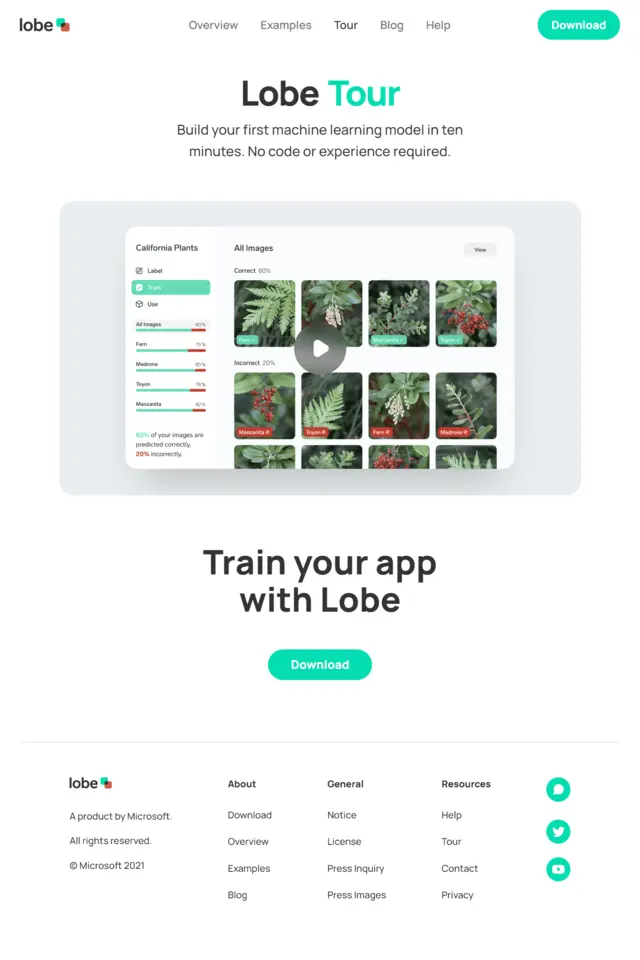 lobe
Overview
Examples
Tour
Blog
Help
Download
Lobe Tour
Build your first machine learning model in ten
minutes. No code or experience required.
California Plants
Label
Train
Use
All Images 80%
Fern 75%
Madrone 85%
Toyon 78%
Manzanita 82%
80% of your images are
predicted correctly,
20% incorrectly.
All Images
View
Correct 80%
Fern
Manzanita
Toyon
Incorrect 20%
Manzanita
Toyon
Fern
Madrone
Train your app
with Lobe
Download
lobe
A product by Microsoft.
All rights reserved.
© Microsoft 2021
About
Download
Overview
Examples
Blog
General
Notice
License
Press Inquiry
Press Images
Resources
Help
Tour
Contact
Privacy